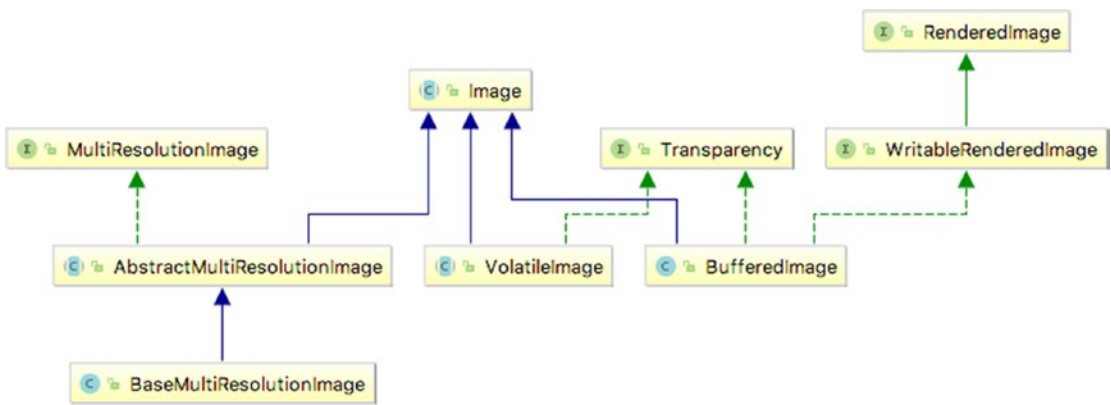 I RenderedImage
C Image
I MultiResolutionImage
I Transparency
I WritableRenderedImage
C AbstractMultiResolutionImage
C VolatileImage
C BufferedImage
C BaseMultiResolutionImage